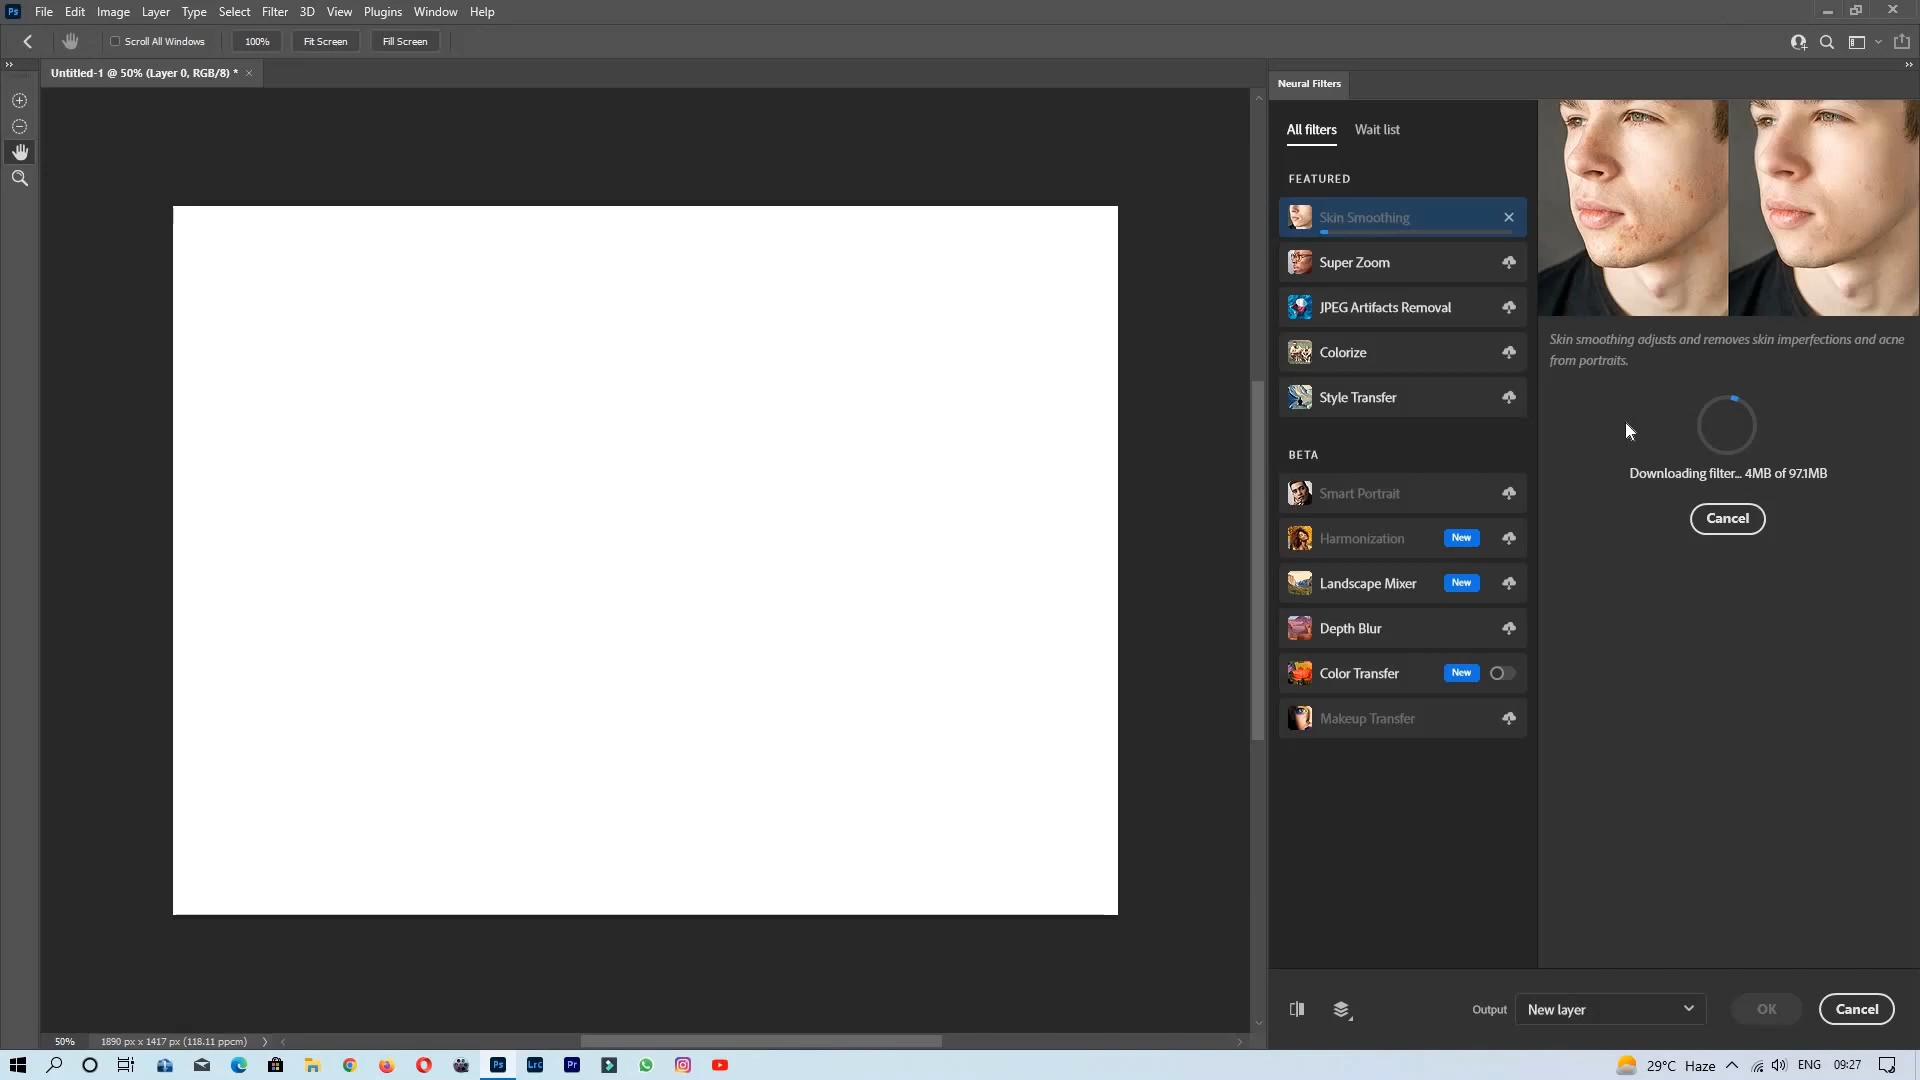 Ps File Edit Image Layer Type Select Filter 3D View Plugins Window Help
Scroll All Windows 100% Fit Screen Fill Screen
Untitled-1 @ 50% (Layer 0, RGB/8) *
Neural Filters
All filters Wait list
FEATURED
Skin Smoothing
Super Zoom
JPEG Artifacts Removal
Colorize
Style Transfer
BETA
Smart Portrait
Harmonization New
Landscape Mixer New
Depth Blur
Color Transfer New
Makeup Transfer
Skin smoothing adjusts and removes skin imperfections and acne
from portraits.
Downloading filter... 4MB of 97.1MB
Cancel
Output New layer OK Cancel
50% 1890 px x 1417 px (118.11 ppcm)
Ps Lrc Pr 29°C Haze ENG 09:27